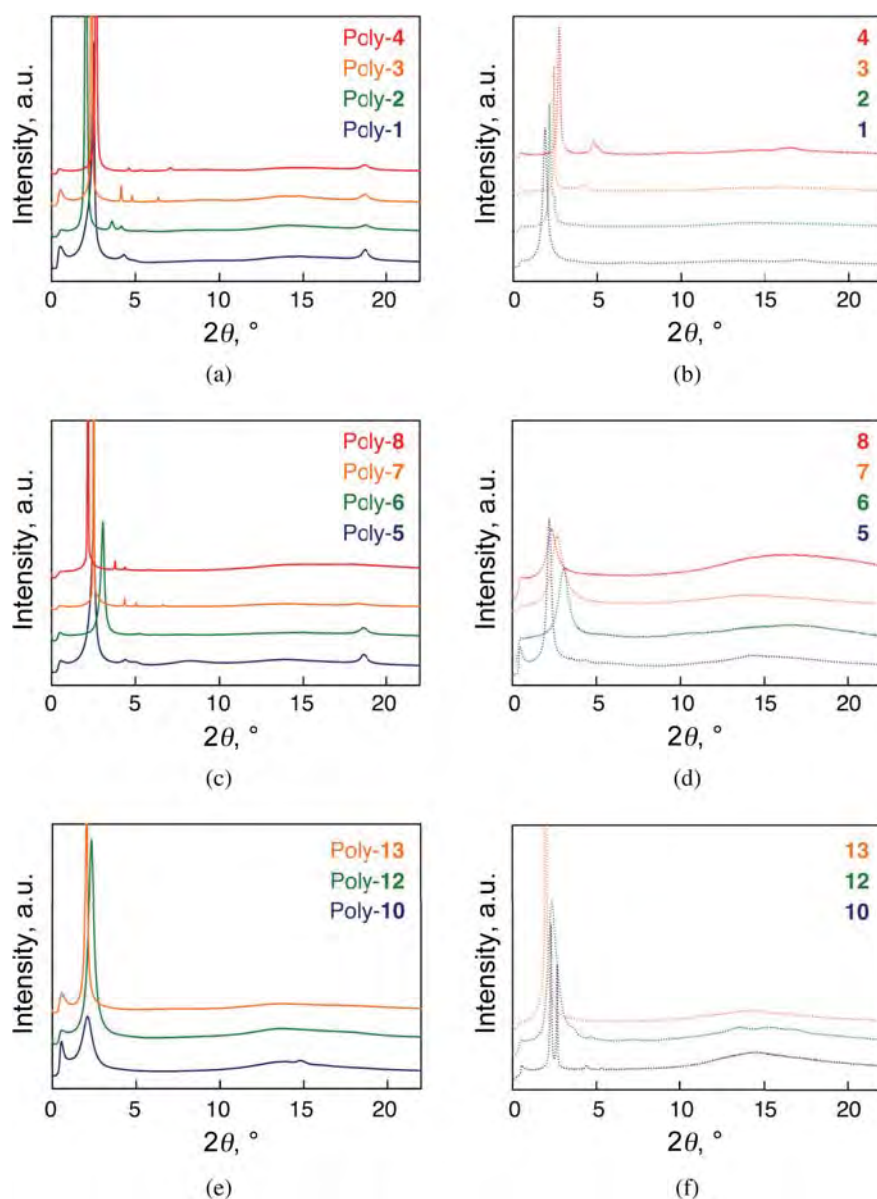 Intensity, a.u.
Poly-4
Poly-3
Poly-2
Poly-1
0 5 10 15 20
2θ, °
(a)
Intensity, a.u.
4
3
2
1
0 5 10 15 20
2θ, °
(b)
Intensity, a.u.
Poly-8
Poly-7
Poly-6
Poly-5
0 5 10 15 20
2θ, °
(c)
Intensity, a.u.
8
7
6
5
0 5 10 15 20
2θ, °
(d)
Intensity, a.u.
Poly-13
Poly-12
Poly-10
0 5 10 15 20
2θ, °
(e)
Intensity, a.u.
13
12
10
0 5 10 15 20
2θ, °
(f)